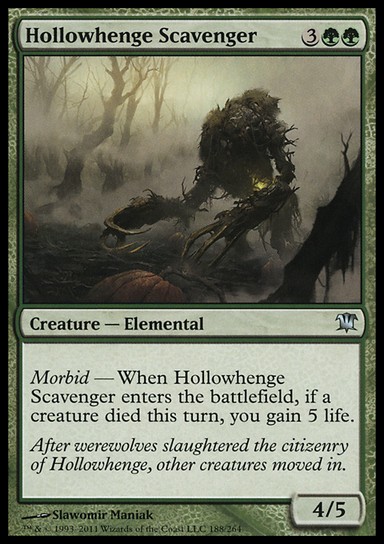 Hollowhenge Scavenger 3
Creature — Elemental
Morbid — When Hollowhenge
Scavenger enters the battlefield, if a
creature died this turn, you gain 5 life.
After werewolves slaughtered the citizenry
of Hollowhenge, other creatures moved in.
Slawomir Maniak
4/5
™ & © 1993–2011 Wizards of the Coast LLC 188/264